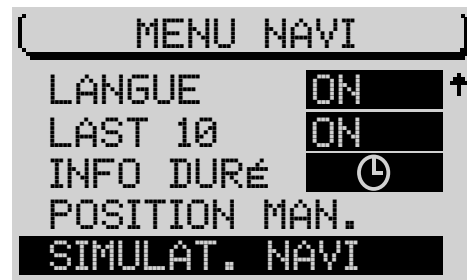 MENU NAVI
LANGUE ON
LAST 10 ON
INFO DURé
POSITION MAN.
SIMULAT. NAVI